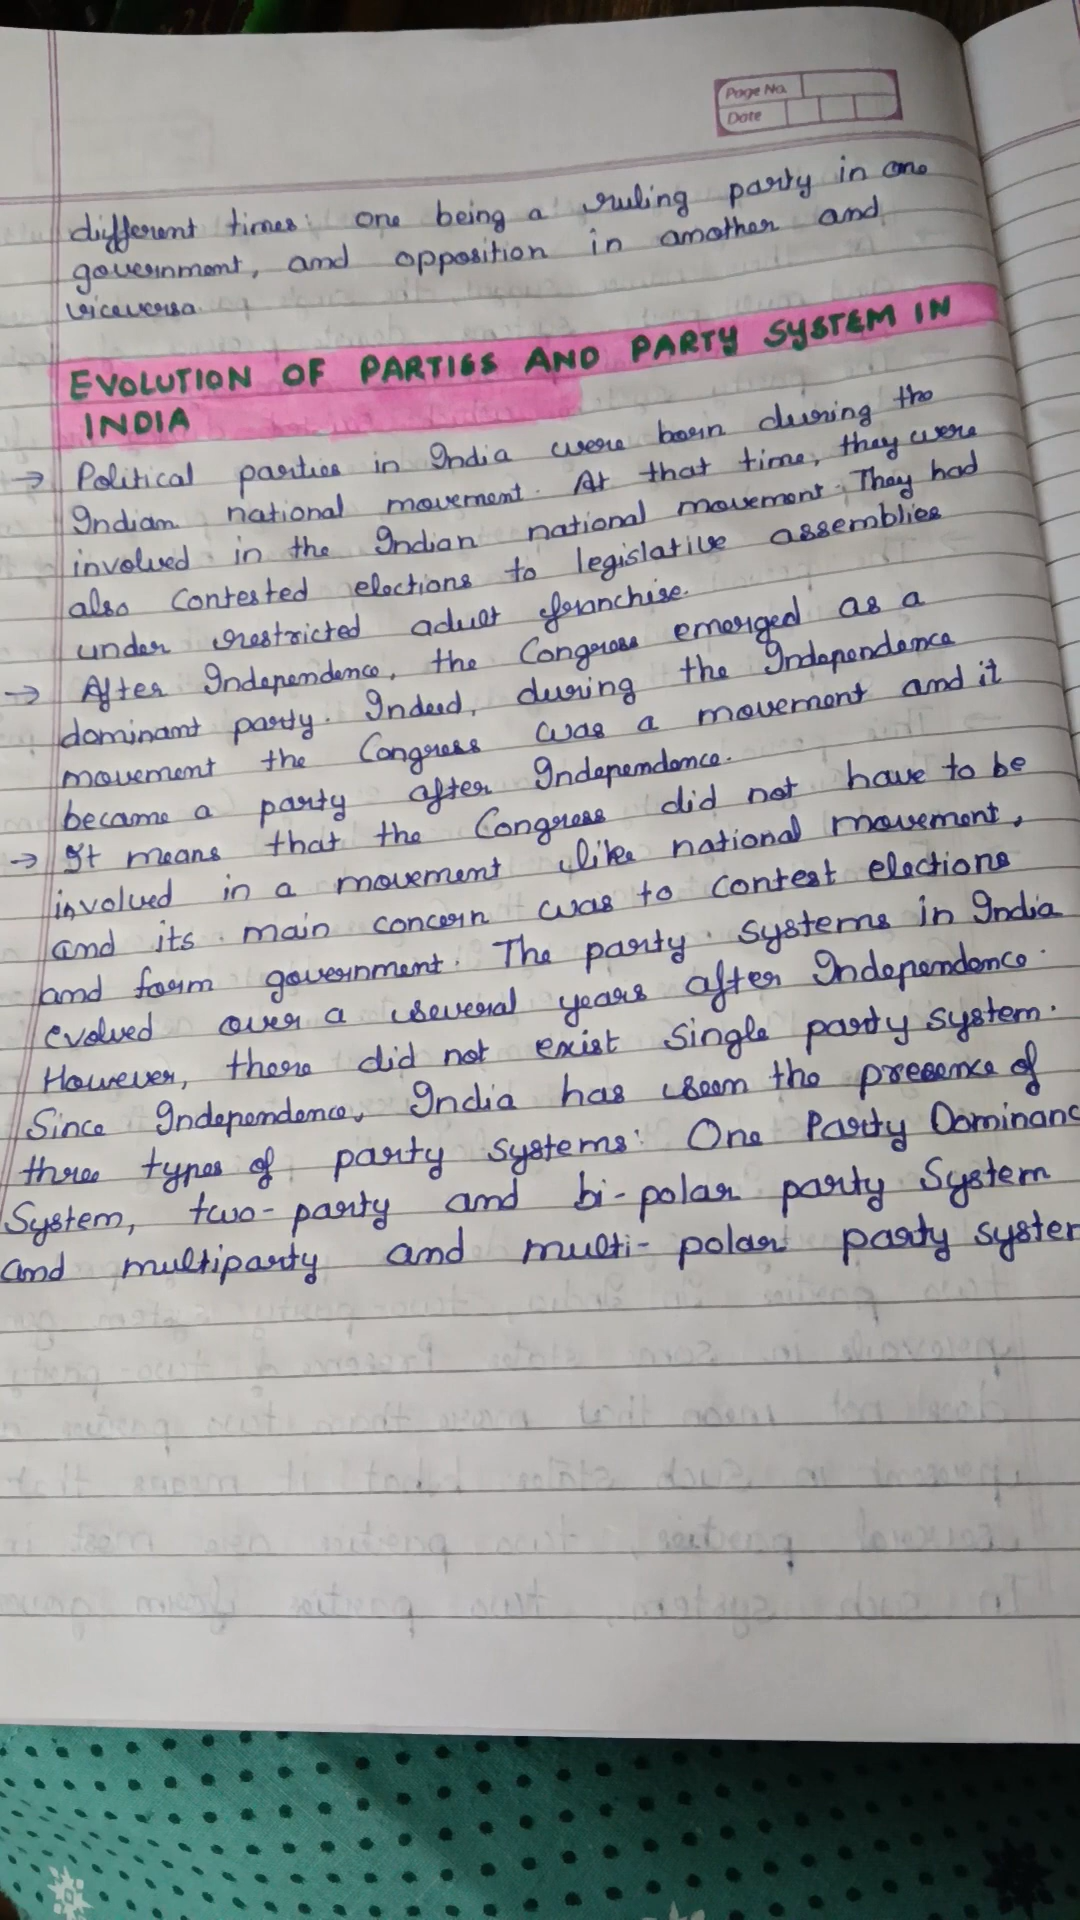 Page No.
Date
different times: one being a ruling party in one
government, and opposition in another and
viceversa.
EVOLUTION OF PARTIES AND PARTY SYSTEM IN
INDIA
→ Political parties in India were born during the
Indian national movement. At that time, they were
involved in the Indian national movement. They had
also contested elections to legislative assemblies
under restricted adult franchise.
→ After Independence, the Congress emerged as a
dominant party. Indeed, during the Independence
movement the Congress was a movement and it
became a party after Independence.
→ It means that the Congress did not have to be
involved in a movement like national movement,
and its main concern was to contest elections
and form government. The party systems in India
evolved over a several years after Independence.
However, there did not exist single party system.
Since Independence, India has seen the presence of
three types of party systems: One Party Dominanc
System, two-party and bi-polar party System
and multiparty and multi-polar party syster